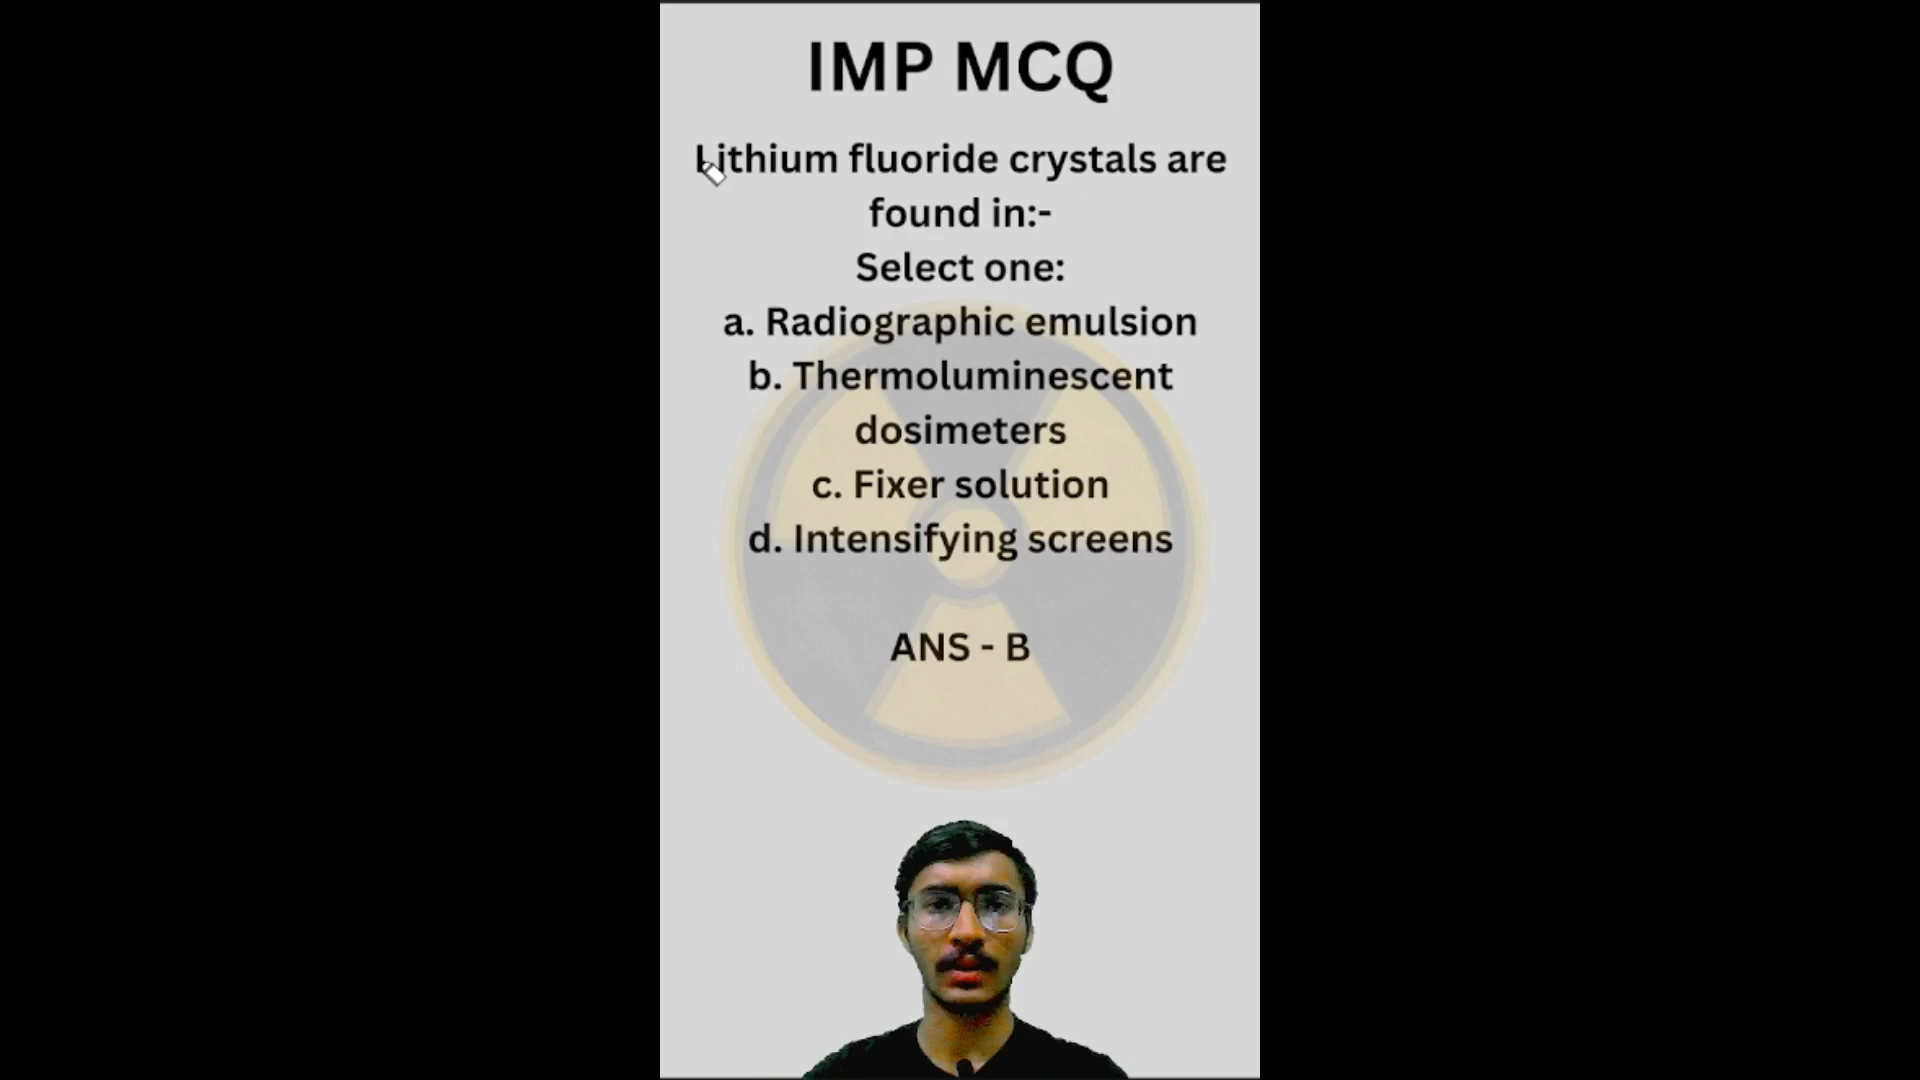 IMP MCQ
Lithium fluoride crystals are
found in:-
Select one:
a. Radiographic emulsion
b. Thermoluminescent
dosimeters
c. Fixer solution
d. Intensifying screens
ANS - B